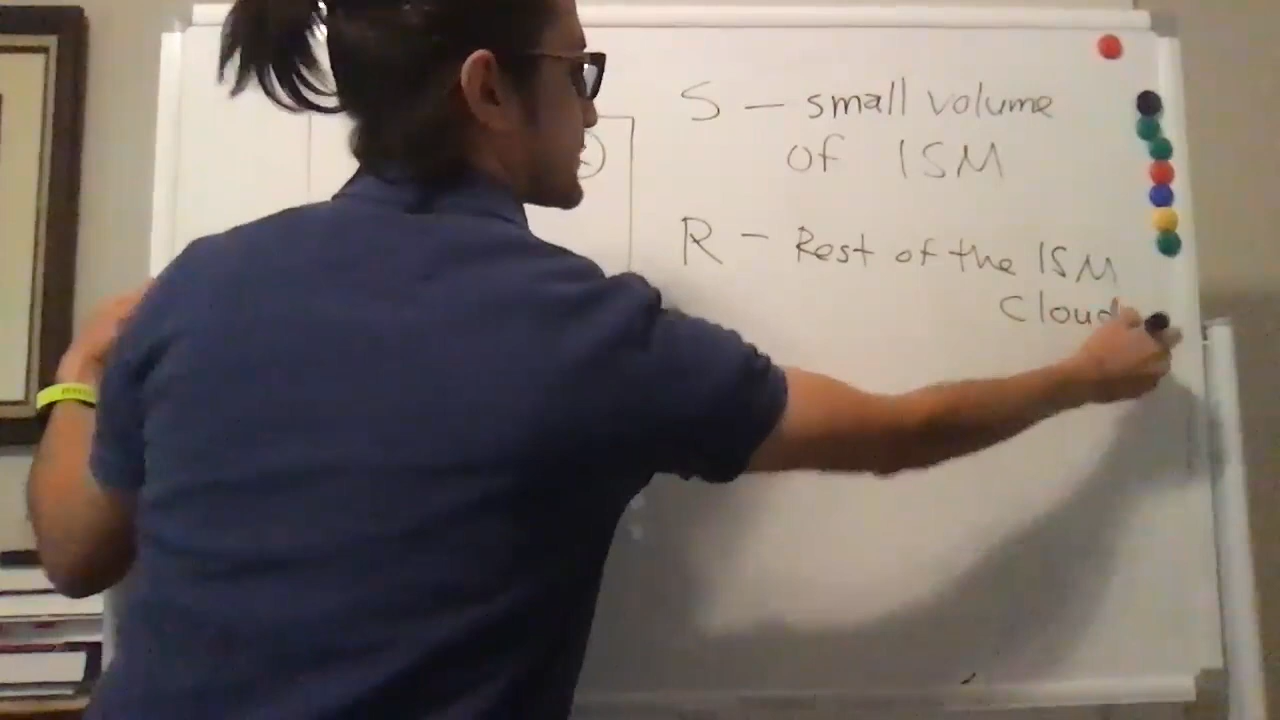 S — small volume
of ISM
R — Rest of the ISM
Cloud